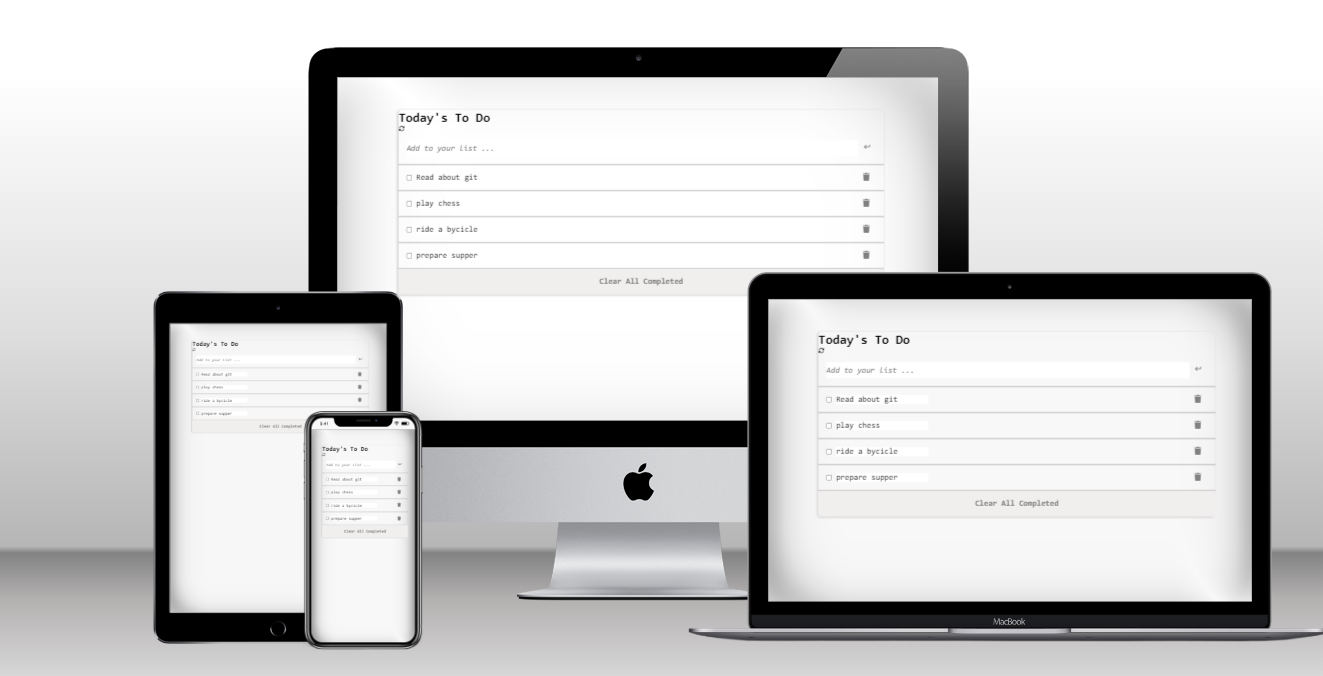 Today's To Do
Add to your list ...
Read about git
play chess
ride a bycicle
prepare supper
Clear All Completed
Today's To Do
Add to your list ...
Read about git
play chess
ride a bycicle
prepare supper
Clear All Completed
3:41
Today's To Do
Add to your list ...
Read about git
play chess
ride a bycicle
prepare supper
Clear All Completed
Today's To Do
Add to your list ...
Read about git
play chess
ride a bycicle
prepare supper
Clear All Completed
MacBook